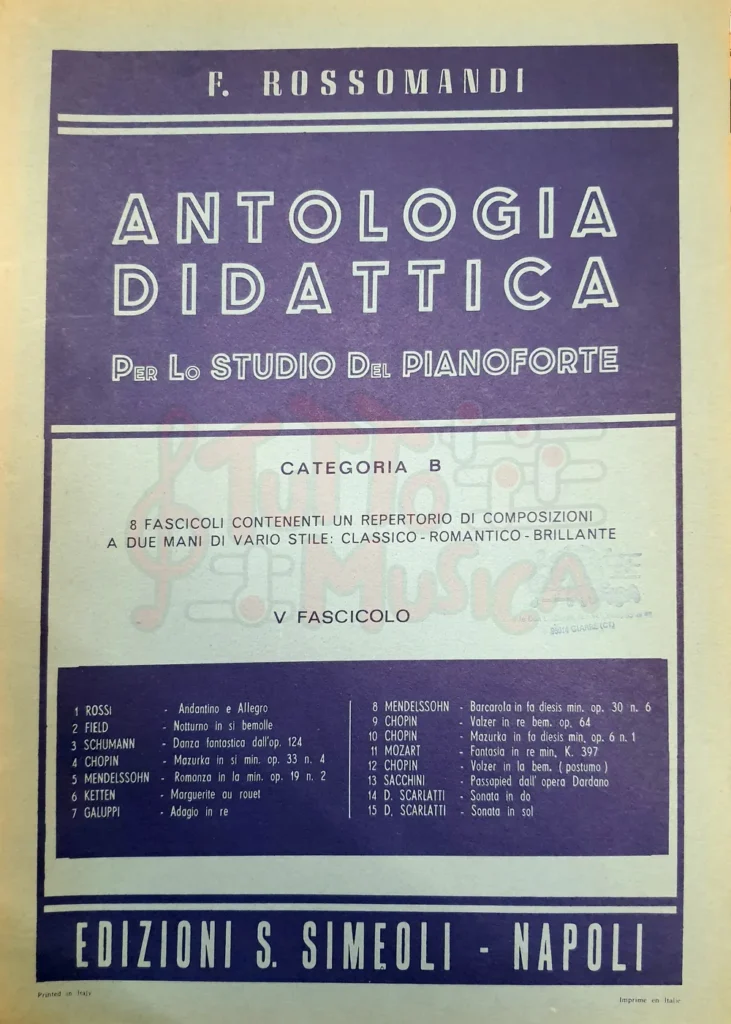 F. ROSSOMANDI
ANTOLOGIA
DIDATTICA
PER LO STUDIO DEL PIANOFORTE
CATEGORIA B
8 FASCICOLI CONTENENTI UN REPERTORIO DI COMPOSIZIONI
A DUE MANI DI VARIO STILE: CLASSICO - ROMANTICO - BRILLANTE
TUTTO
MUSICA
V FASCICOLO
1 ROSSI - Andantino e Allegro
2 FIELD - Notturno in si bemolle
3 SCHUMANN - Danza fantastica dall'op. 124
4 CHOPIN - Mazurka in si min. op. 33 n. 4
5 MENDELSSOHN - Romanza in la min. op. 19 n. 2
6 KETTEN - Marguerite au rouet
7 GALUPPI - Adagio in re
8 MENDELSSOHN - Barcarola in fa diesis min. op. 30 n. 6
9 CHOPIN - Valzer in re bem. op. 64
10 CHOPIN - Mazurka in fa diesis min, op. 6 n. 1
11 MOZART - Fantasia in re min, K. 397
12 CHOPIN - Valzer in la bem. ( postumo )
13 SACCHINI - Passapied dall' opera Dardano
14 D. SCARLATTI - Sonata in do
15 D. SCARLATTI - Sonata in sol
EDIZIONI S. SIMEOLI - NAPOLI
Printed in Italy
Imprime en Italie